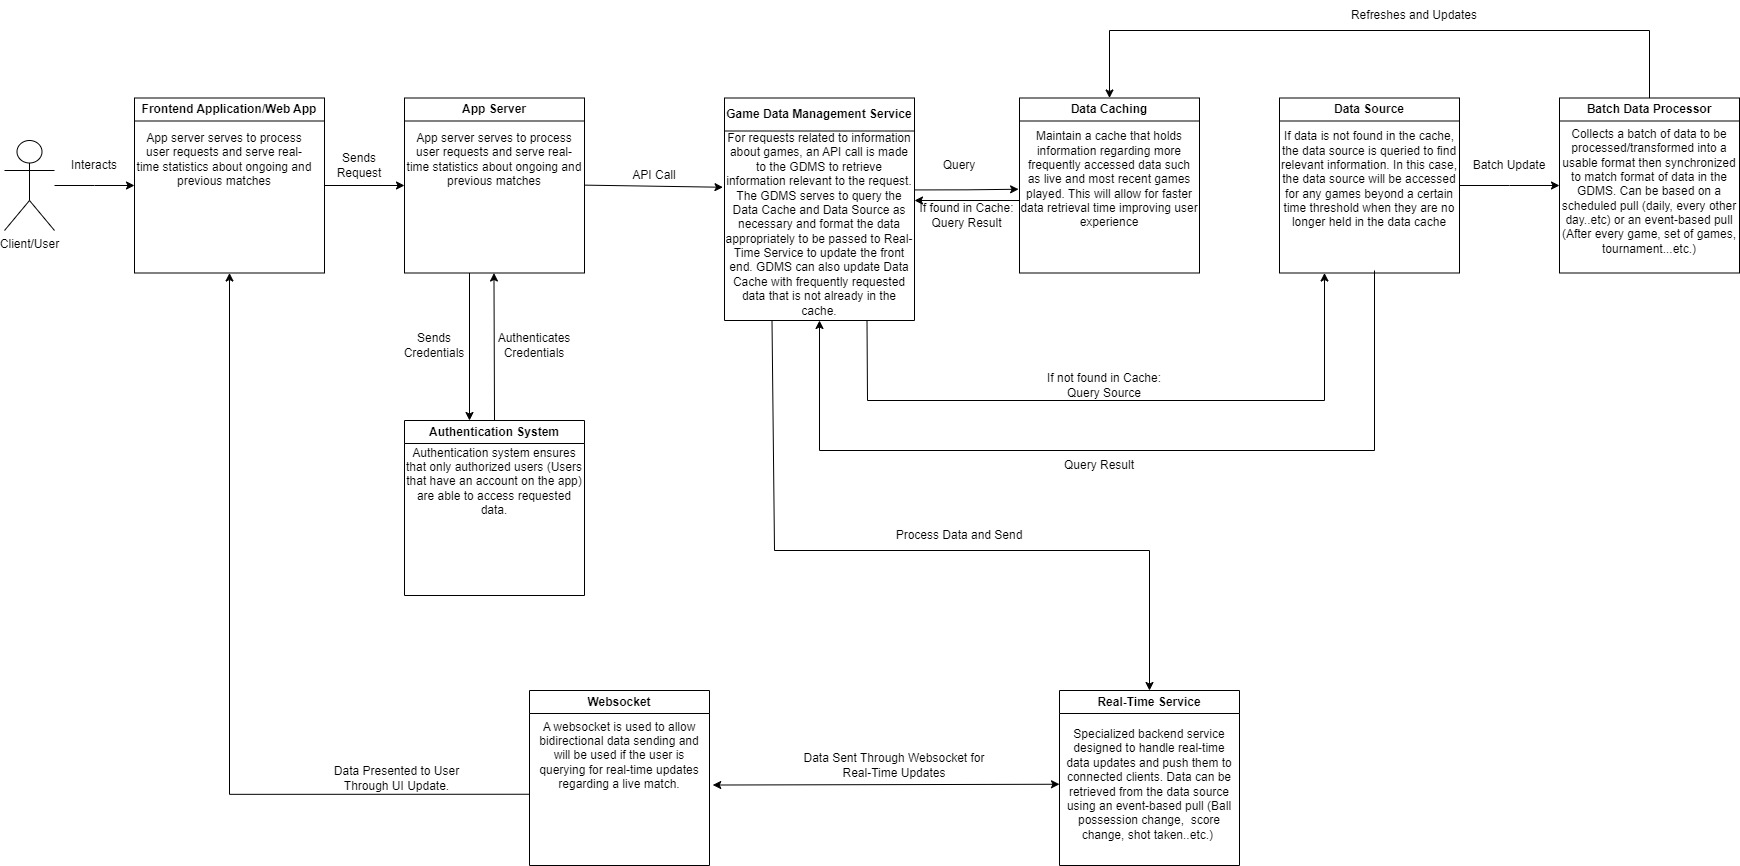 Refreshes and Updates
Client/User
Interacts
Frontend Application/Web App
App server serves to process
user requests and serve real-
time statistics about ongoing and
previous matches
Sends
Request
App Server
App server serves to process
user requests and serve real-
time statistics about ongoing and
previous matches
API Call
Game Data Management Service
For requests related to information
about games, an API call is made
to the GDMS to retrieve
information relevant to the request.
The GDMS serves to query the
Data Cache and Data Source as
necessary and format the data
appropriately to be passed to Real-
Time Service to update the front
end. GDMS can also update Data
Cache with frequently requested
data that is not already in the
cache.
Query
If found in Cache:
Query Result
Data Caching
Maintain a cache that holds
information regarding more
frequently accessed data such
as live and most recent games
played. This will allow for faster
data retrieval time improving user
experience
Data Source
If data is not found in the cache,
the data source is queried to find
relevant information. In this case,
the data source will be accessed
for any games beyond a certain
time threshold when they are no
longer held in the data cache
Batch Update
Batch Data Processor
Collects a batch of data to be
processed/transformed into a
usable format then synchronized
to match format of data in the
GDMS. Can be based on a
scheduled pull (daily, every other
day..etc) or an event-based pull
(After every game, set of games,
tournament...etc.)
Sends
Credentials
Authenticates
Credentials
If not found in Cache:
Query Source
Query Result
Authentication System
Authentication system ensures
that only authorized users (Users
that have an account on the app)
are able to access requested
data.
Process Data and Send
Websocket
A websocket is used to allow
bidirectional data sending and
will be used if the user is
querying for real-time updates
regarding a live match.
Data Sent Through Websocket for
Real-Time Updates
Real-Time Service
Specialized backend service
designed to handle real-time
data updates and push them to
connected clients. Data can be
retrieved from the data source
using an event-based pull (Ball
possession change,  score
change, shot taken..etc.)
Data Presented to User
Through UI Update.